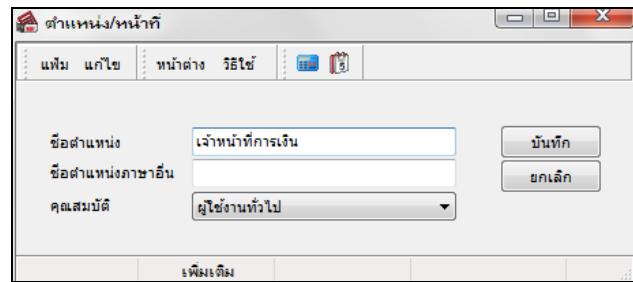 ตำแหน่ง/หน้าที่
แฟ้ม แก้ไข หน้าต่าง วิธีใช้ 5
ชื่อตำแหน่ง เจ้าหน้าที่การเงิน บันทึก
ชื่อตำแหน่งภาษาอื่น ยกเลิก
คุณสมบัติ ผู้ใช้งานทั่วไป
เพิ่มเติม